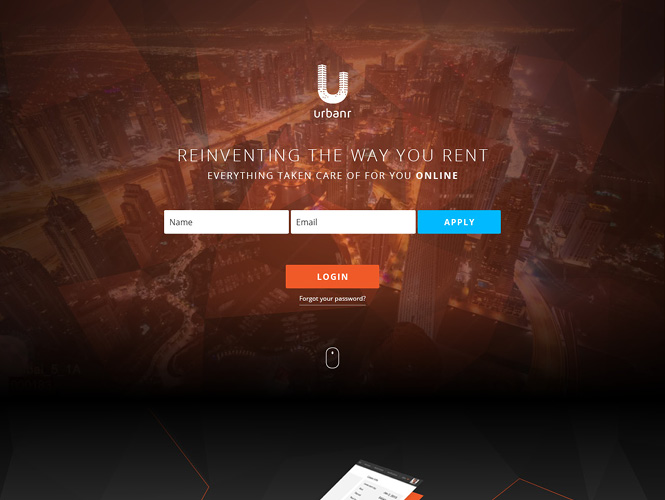 urbanr
REINVENTING THE WAY YOU RENT
EVERYTHING TAKEN CARE OF FOR YOU ONLINE
Name
Email
APPLY
LOGIN
Forgot your password?